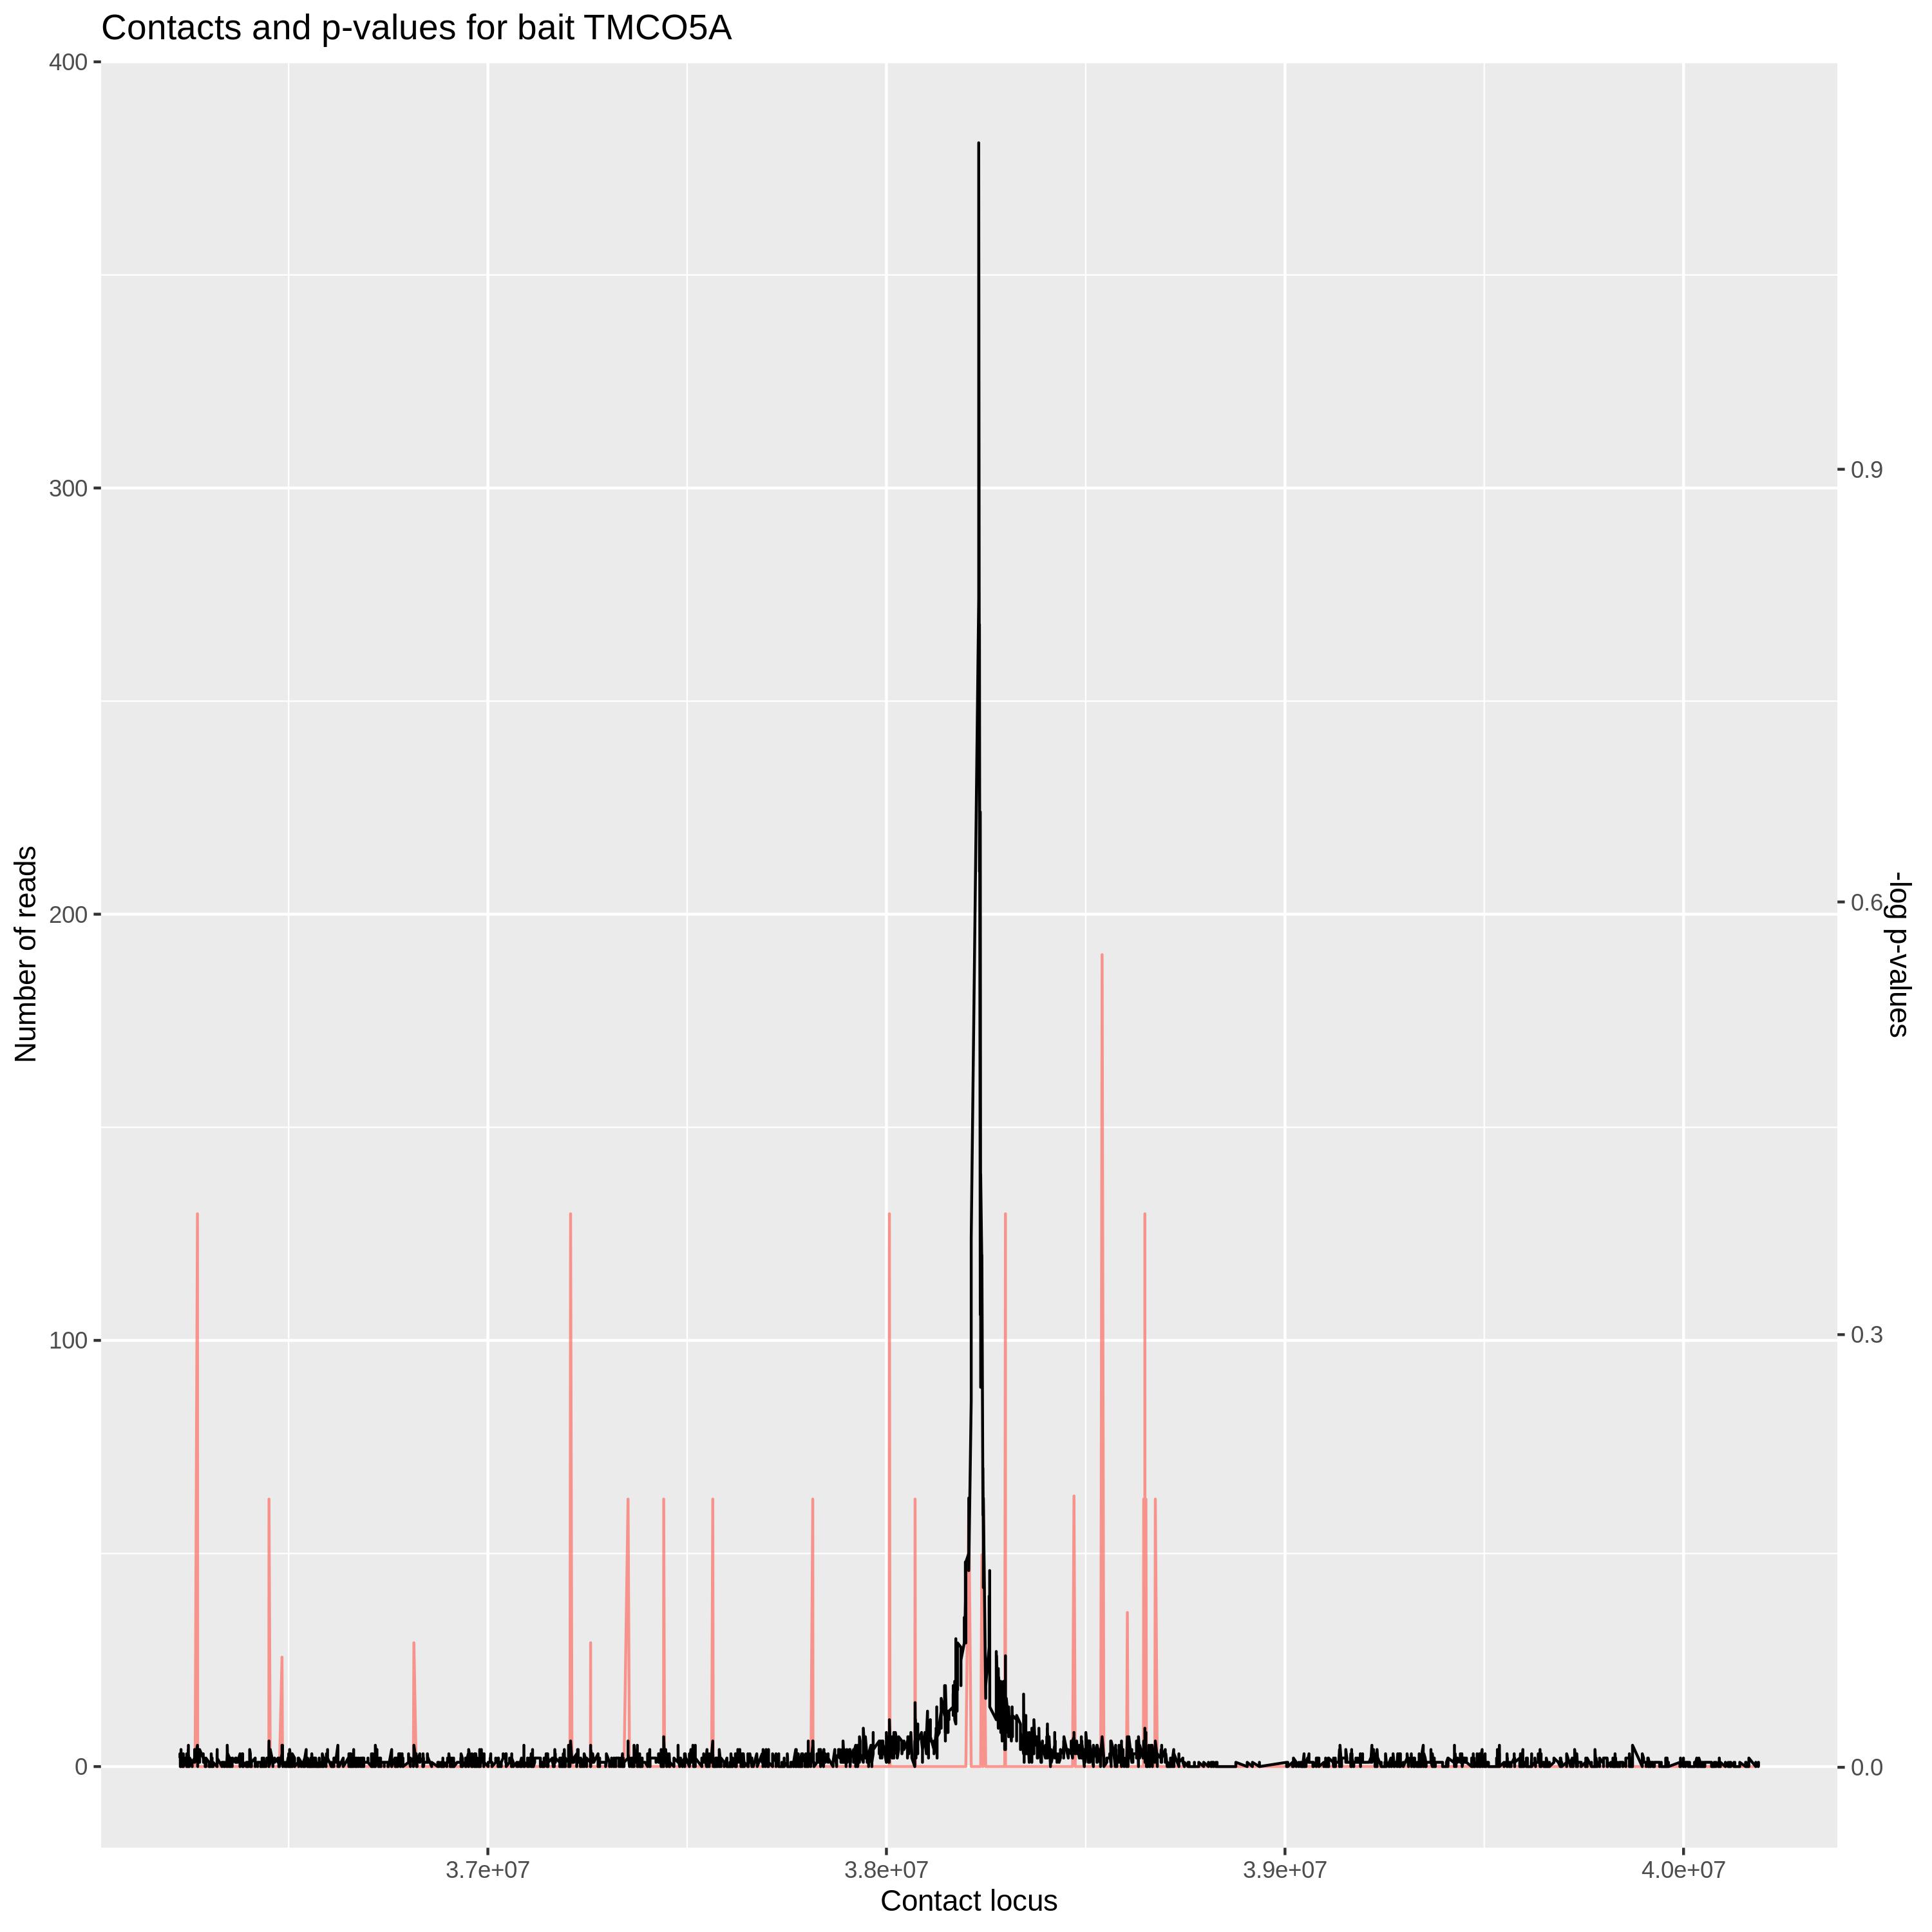 Contacts and p-values for bait TMCO5A
400
300
200
100
0
Number of reads
0.9
0.6
0.3
0.0
-log p-values
3.7e+07
3.8e+07
3.9e+07
4.0e+07
Contact locus